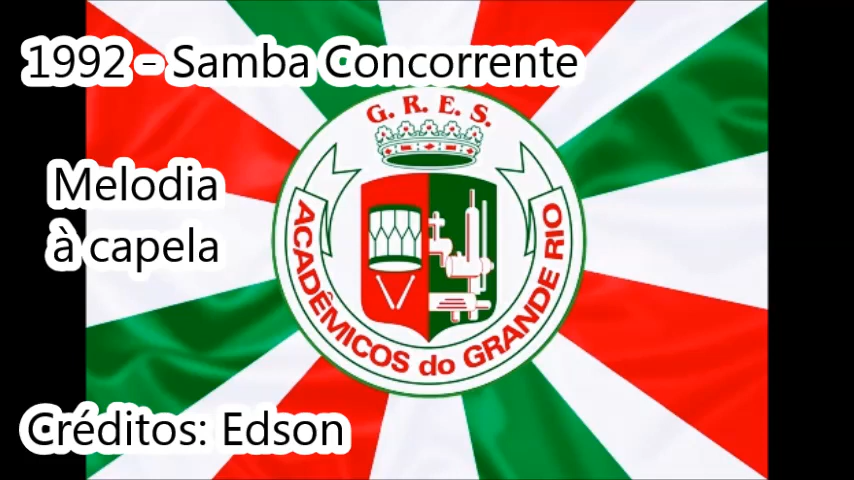 1992 - Samba Concorrente
G. R. E. S.
Melodia
à capela
ACADÊMICOS do GRANDE RIO
Créditos: Edson